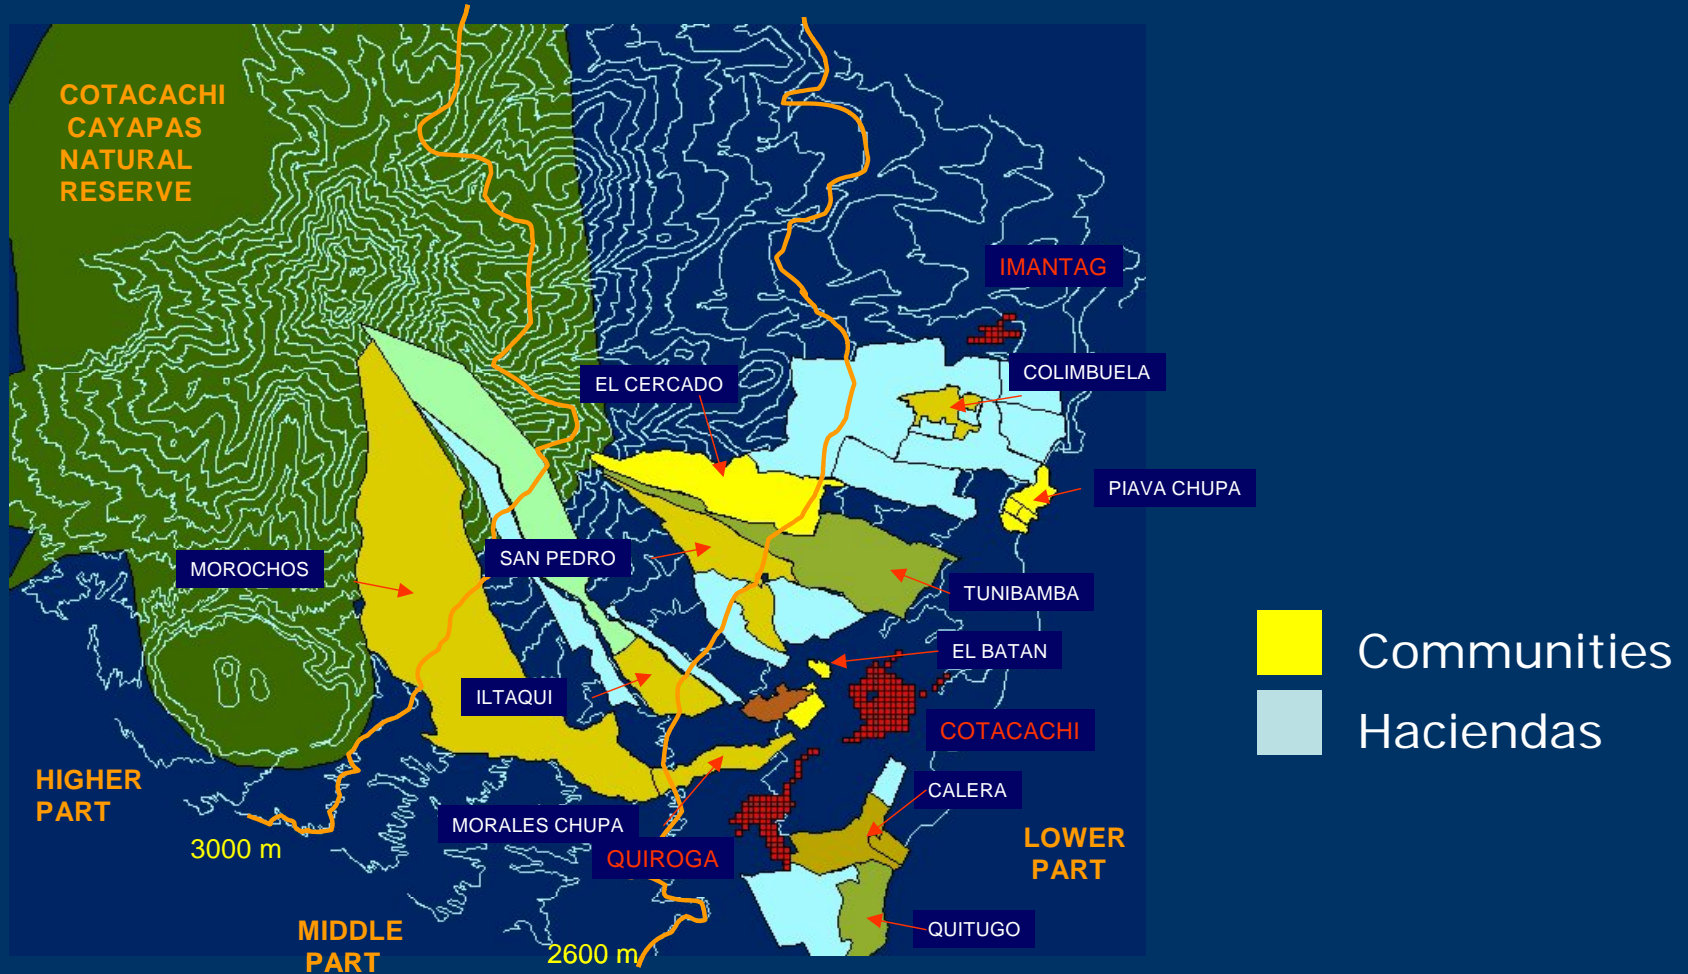 COTACACHI
CAYAPAS
NATURAL
RESERVE
IMANTAG
COLIMBUELA
EL CERCADO
PIAVA CHUPA
SAN PEDRO
MOROCHOS
TUNIBAMBA
EL BATAN
Communities
ILTAQUI
COTACACHI
Haciendas
HIGHER
PART
CALERA
MORALES CHUPA
3000 m
QUIROGA
LOWER
PART
QUITUGO
MIDDLE
PART
2600 m